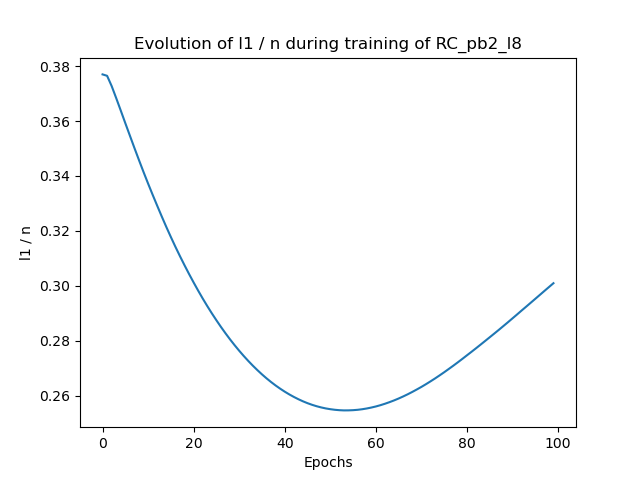 Evolution of l1 / n during training of RC_pb2_l8
0.38
0.36
0.34
0.32
0.30
0.28
0.26
l1 / n
0 20 40 60 80 100
Epochs